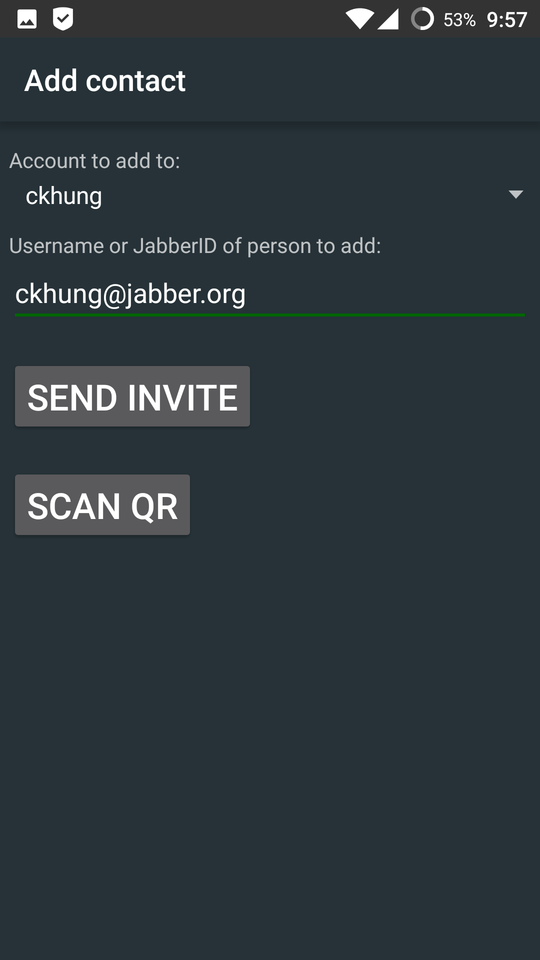 53% 9:57
Add contact
Account to add to:
ckhung
Username or JabberID of person to add:
ckhung@jabber.org
SEND INVITE
SCAN QR